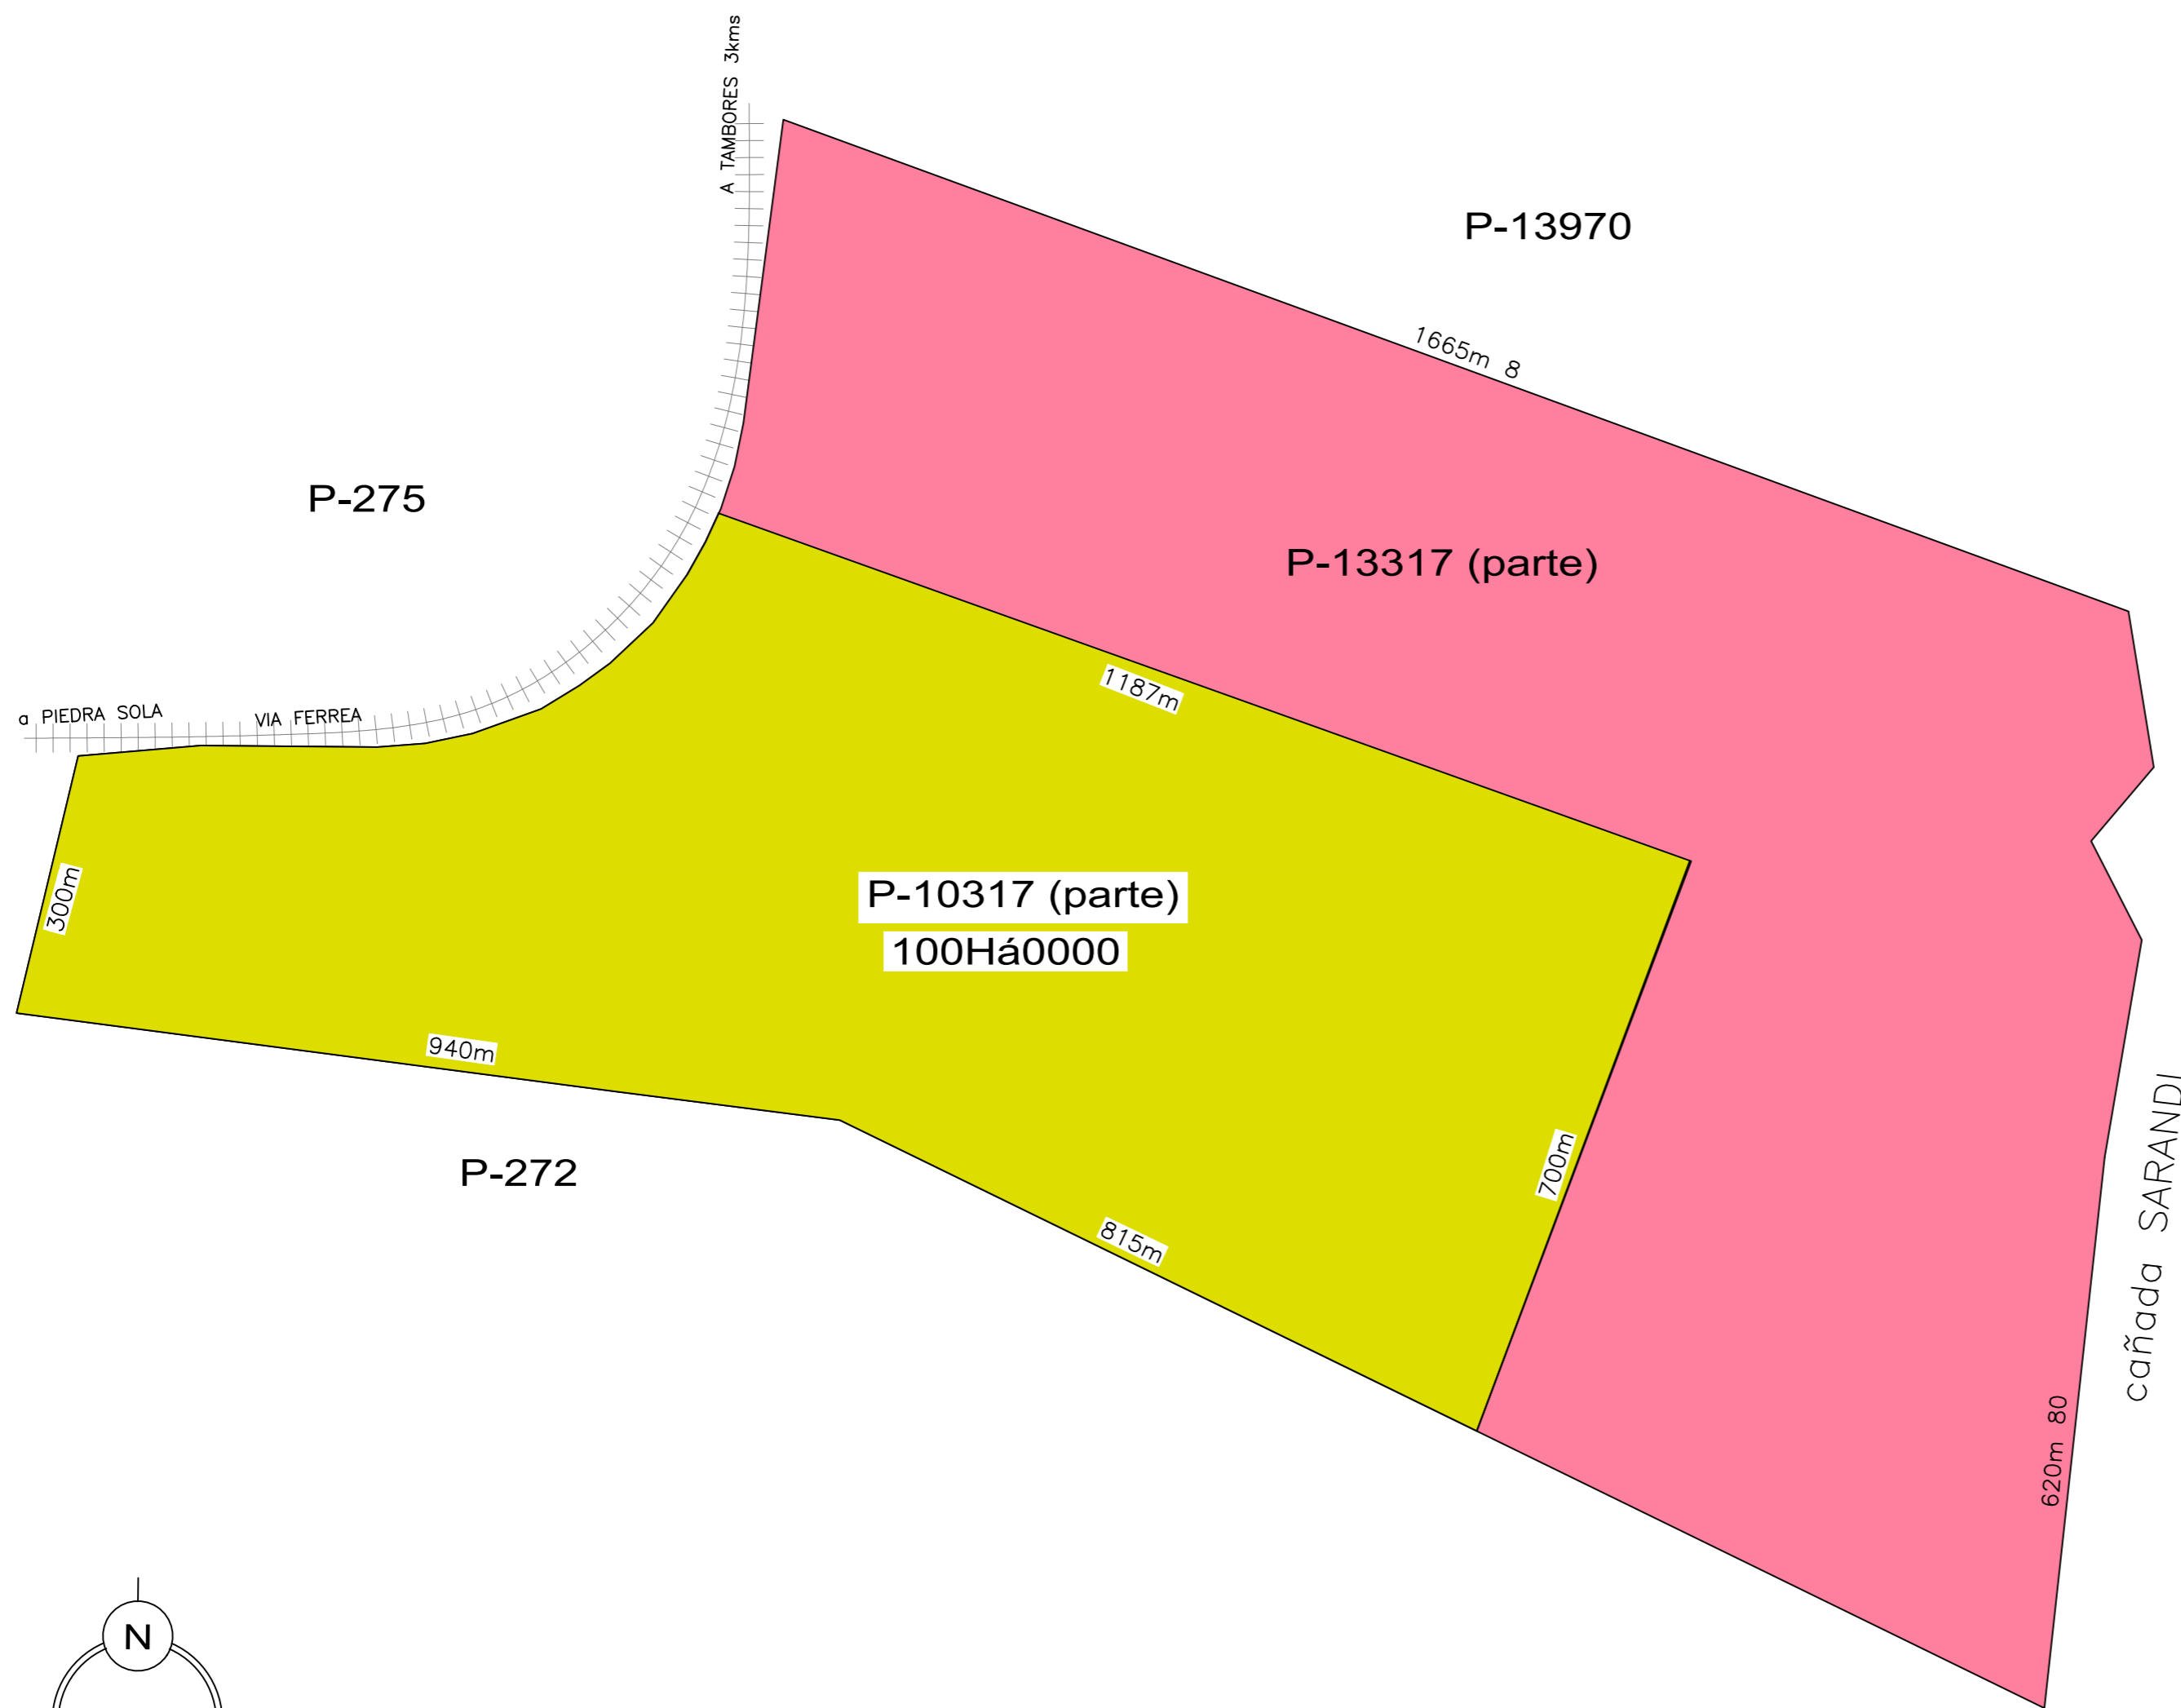 A TAMBORES 3kms
P-13970
1665m 8
P-275
P-13317 (parte)
1187m
a PIEDRA SOLA
VIA FERREA
300m
P-10317 (parte)
100Há0000
940m
P-272
700m
815m
cañada SARANDI
620m 80
N